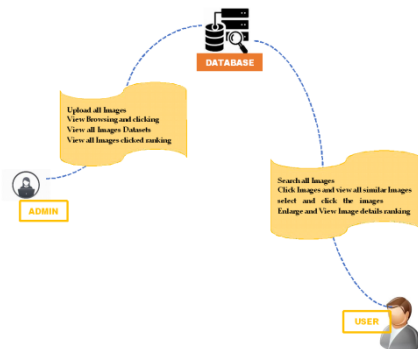 DATABASE
Upload all Images
View Browsing and clicking
View all Images Datasets
View all Images clicked ranking
ADMIN
Search all Images
Click Images and view all similar Images
select and click the images
Enlarge and View Image details ranking
USER